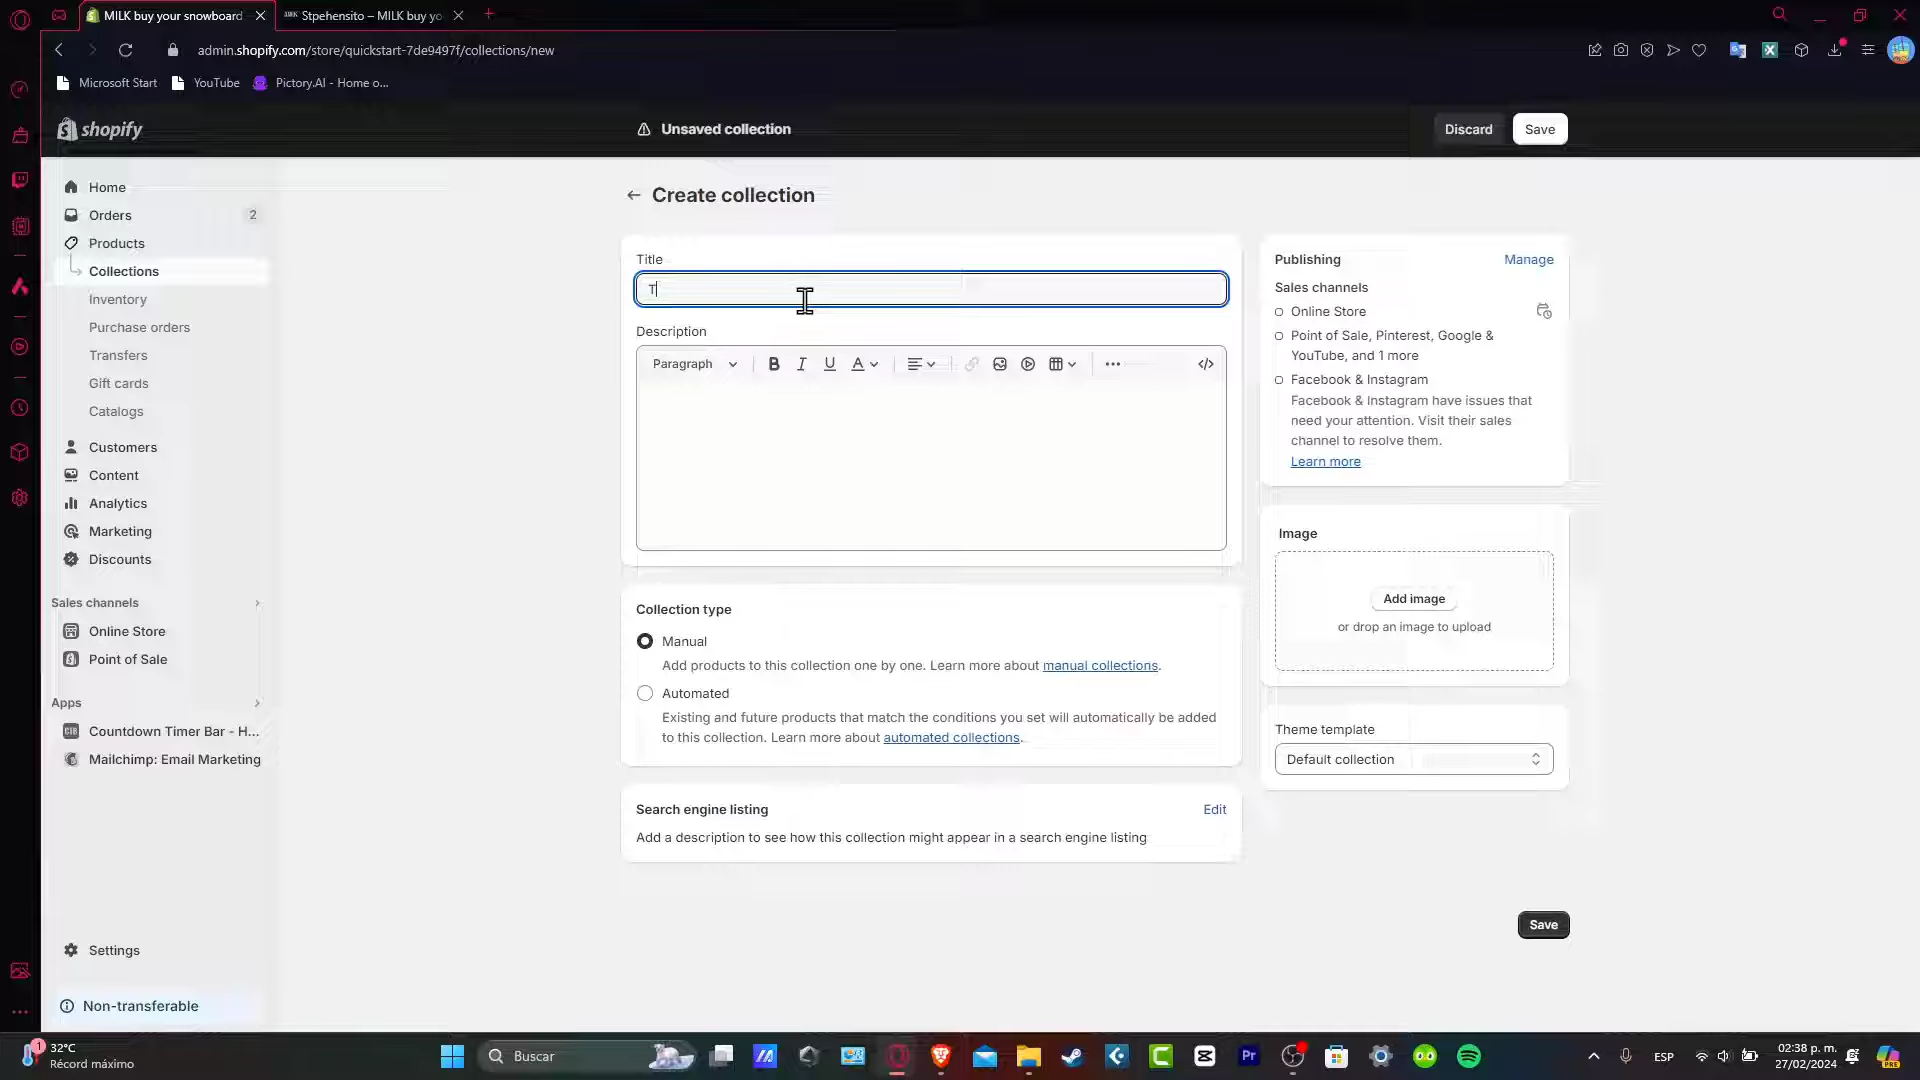 MILK buy your snowboard
Stpehensito – MILK buy yo
admin.shopify.com/store/quickstart-7de9497f/collections/new
Microsoft Start
YouTube
Pictory.AI - Home o...
shopify
Unsaved collection
Discard
Save
Home
Orders
2
Products
Collections
Inventory
Purchase orders
Transfers
Gift cards
Catalogs
Customers
Content
Analytics
Marketing
Discounts
Sales channels
Online Store
Point of Sale
Apps
Countdown Timer Bar - H...
Mailchimp: Email Marketing
Settings
Non-transferable
Create collection
Title
T
Description
Paragraph
Collection type
Manual
Add products to this collection one by one. Learn more about manual collections.
Automated
Existing and future products that match the conditions you set will automatically be added
to this collection. Learn more about automated collections.
Search engine listing
Edit
Add a description to see how this collection might appear in a search engine listing
Publishing
Manage
Sales channels
Online Store
Point of Sale, Pinterest, Google &
YouTube, and 1 more
Facebook & Instagram
Facebook & Instagram have issues that
need your attention. Visit their sales
channel to resolve them.
Learn more
Image
Add image
or drop an image to upload
Theme template
Default collection
Save
1
32°C
Récord máximo
Buscar
Pr
ESP
02:38 p. m.
27/02/2024
PRE